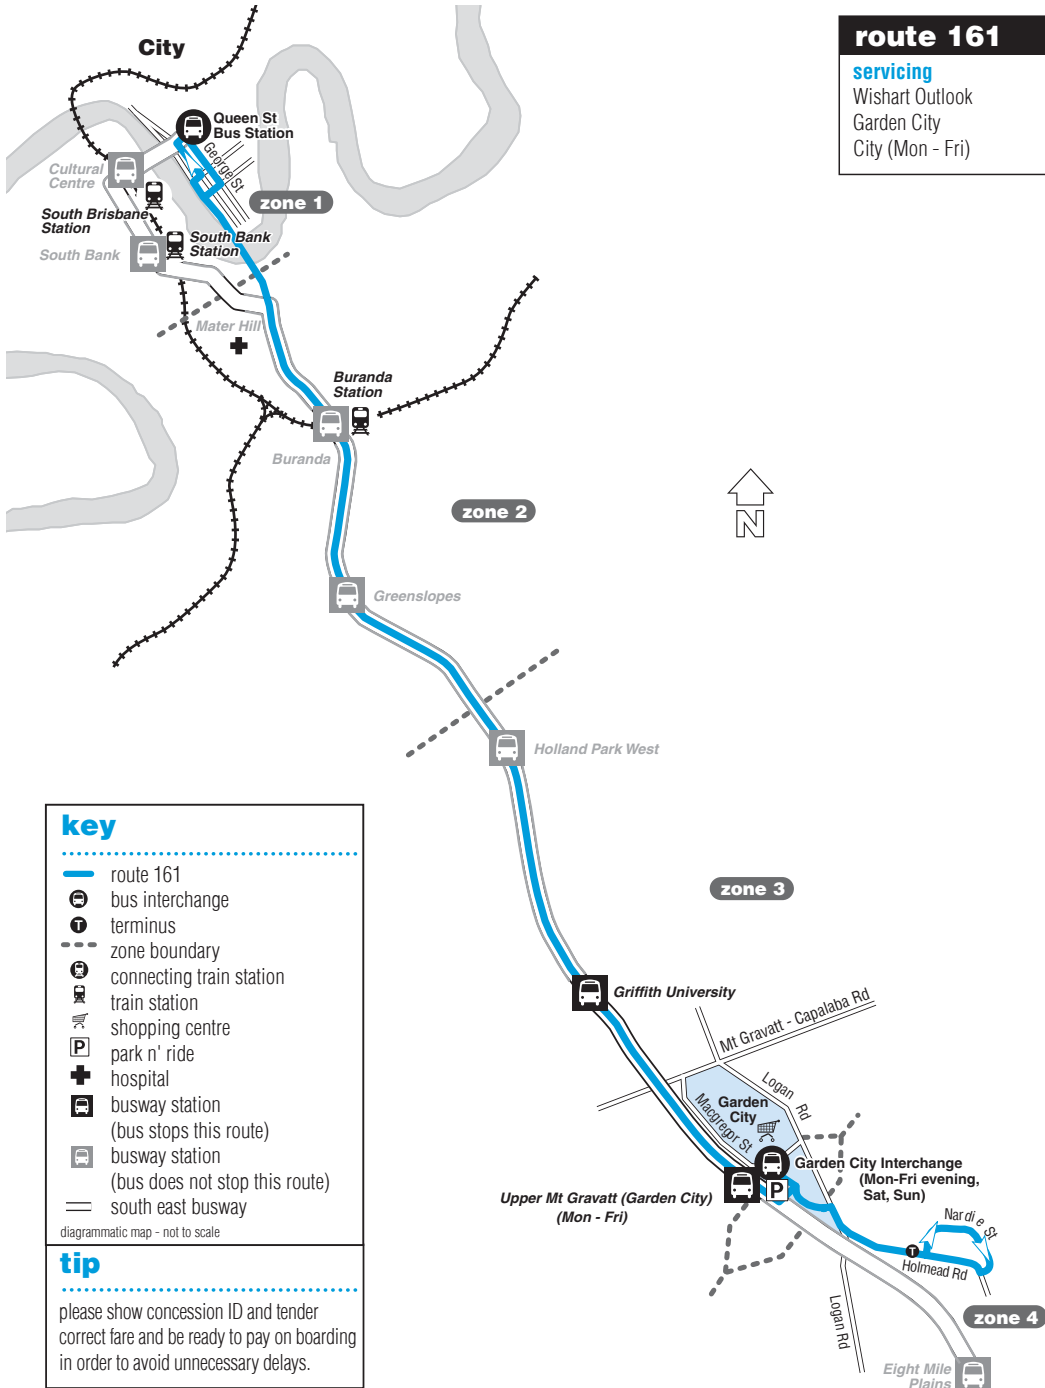 City
route 161
servicing
Wishart Outlook
Garden City
City (Mon - Fri)
Queen St
Bus Station
George St
Cultural
Centre
zone 1
South Brisbane
Station
South Bank
Station
South Bank
Mater Hill
Buranda
Station
Buranda
zone 2
N
Greenslopes
Holland Park West
key
route 161
bus interchange
T
terminus
zone boundary
connecting train station
train station
shopping centre
P
park n' ride
hospital
busway station
(bus stops this route)
busway station
(bus does not stop this route)
south east busway
diagrammatic map - not to scale
tip
please show concession ID and tender
correct fare and be ready to pay on boarding
in order to avoid unnecessary delays.
zone 3
Griffith University
Mt Gravatt - Capalaba Rd
Logan Rd
Garden
City
Macgregor St
Garden City Interchange
(Mon-Fri evening,
Sat, Sun)
P
Upper Mt Gravatt (Garden City)
(Mon - Fri)
Nardie St
T
Holmead Rd
Logan Rd
zone 4
Eight Mile
Plains